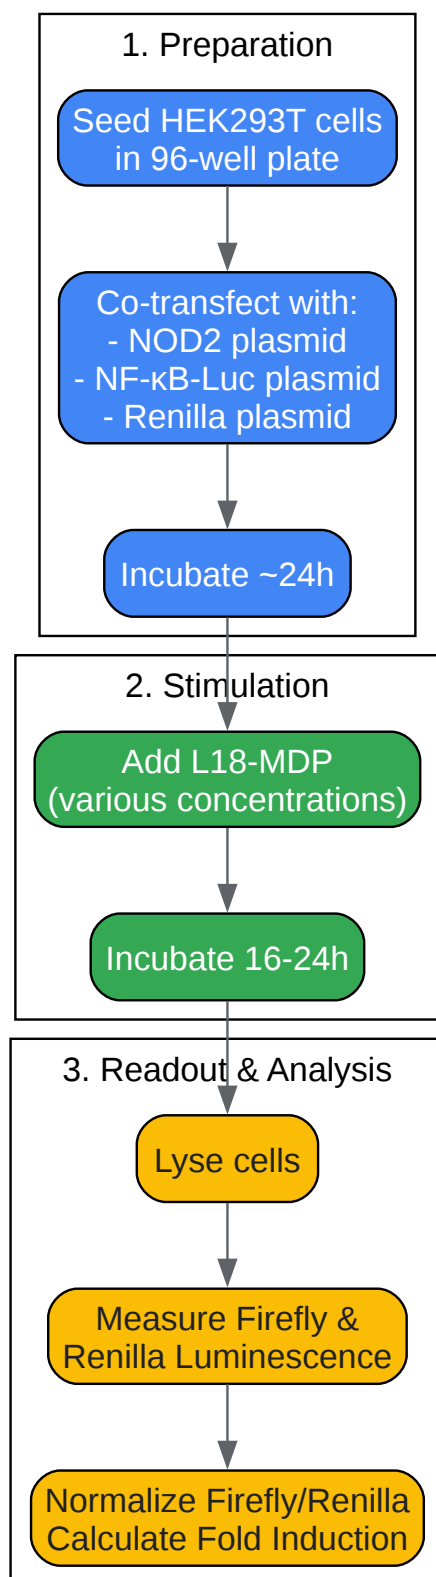 1. Preparation
Seed HEK293T cells
in 96-well plate
Co-transfect with:
- NOD2 plasmid
- NF-κB-Luc plasmid
- Renilla plasmid
Incubate ~24h
2. Stimulation
Add L18-MDP
(various concentrations)
Incubate 16-24h
3. Readout & Analysis
Lyse cells
Measure Firefly &
Renilla Luminescence
Normalize Firefly/Renilla
Calculate Fold Induction